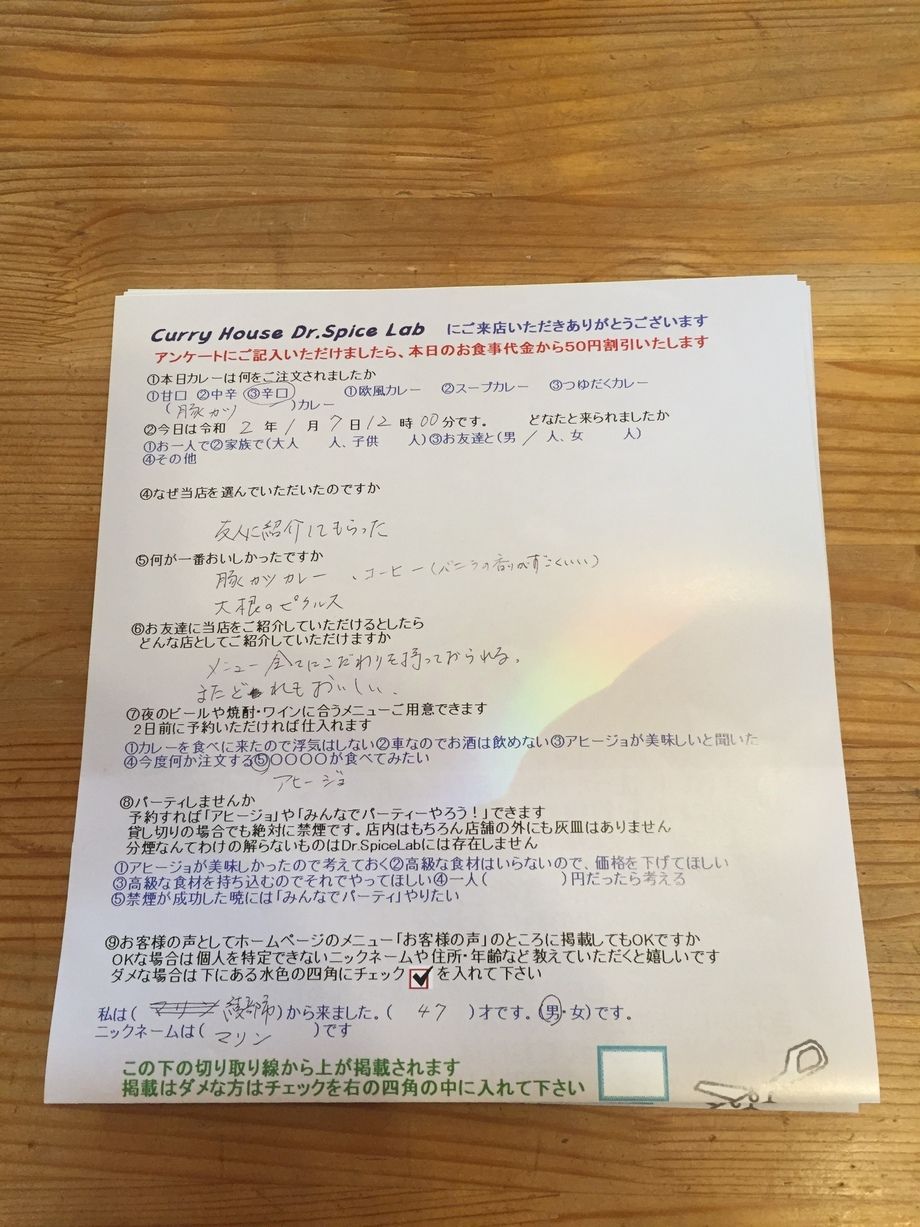 Curry House Dr.Spice Lab にご来店いただきありがとうございます
アンケートにご記入いただけましたら、本日のお食事代金から50円割引いたします
①本日カレーは何をご注文されましたか
①甘口 ②中辛 ③辛口 ①欧風カレー ②スープカレー ③つゆだくカレー
(豚カツ)カレー
②今日は令和 2 年 1 月 7 日 12 時 00 分です。 どなたと来られましたか
①お一人で②家族で(大人 人、子供 人)③お友達と(男 / 人、女 人)
④その他
④なぜ当店を選んでいただいたのですか
友人に紹介してもらった
⑤何が一番おいしかったですか
豚カツカレー 、コーヒー(バニラの香りがすごくいい)
大根のピクルス
⑥お友達に当店をご紹介していただけるとしたら
どんな店としてご紹介していただけますか
メニュー全てにこだわりを持っておられる。
またどれもおいしい、
⑦夜のビールや焼酎・ワインに合うメニューご用意できます
2日前に予約いただければ仕入れます
①カレーを食べに来たので浮気はしない②車なのでお酒は飲めない③アヒージョが美味しいと聞いた
④今度何か注文する⑤〇〇〇〇が食べてみたい
アヒージョ
⑧パーティしませんか
予約すれば「アヒージョ」や「みんなでパーティーやろう！」できます
貸し切りの場合でも絶対に禁煙です。店内はもちろん店舗の外にも灰皿はありません
分煙なんてわけの解らないものはDr.SpiceLabには存在しません
①アヒージョが美味しかったので考えておく②高級な食材はいらないので、価格を下げてほしい
③高級な食材を持ち込むのでそれでやってほしい④一人( )円だったら考える
⑤禁煙が成功した暁には「みんなでパーティ」やりたい
⑨お客様の声としてホームページのメニュー「お客様の声」のところに掲載してもOKですか
OKな場合は個人を特定できないニックネームや住所・年齢など教えていただくと嬉しいです
ダメな場合は下にある水色の四角にチェック を入れて下さい
私は( マリン 綾部市 )から来ました。( 47 )才です。(男・女)です。
ニックネームは( マリン )です
この下の切り取り線から上が掲載されます
掲載はダメな方はチェックを右の四角の中に入れて下さい